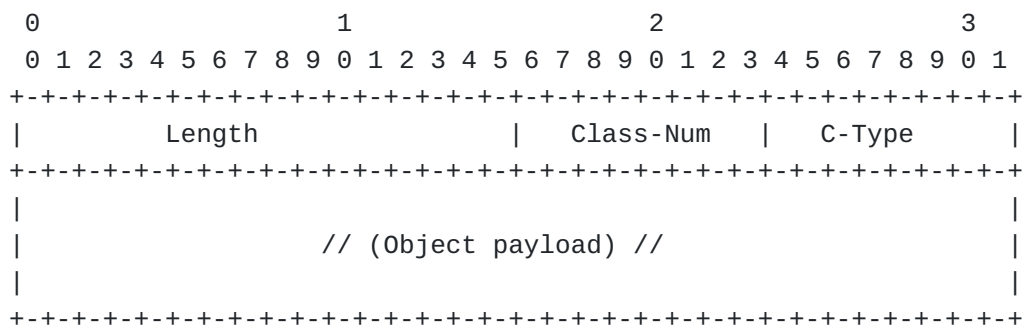 0                   1                   2                   3
 0 1 2 3 4 5 6 7 8 9 0 1 2 3 4 5 6 7 8 9 0 1 2 3 4 5 6 7 8 9 0 1
+-+-+-+-+-+-+-+-+-+-+-+-+-+-+-+-+-+-+-+-+-+-+-+-+-+-+-+-+-+-+-+-+
|         Length                |   Class-Num   |   C-Type      |
+-+-+-+-+-+-+-+-+-+-+-+-+-+-+-+-+-+-+-+-+-+-+-+-+-+-+-+-+-+-+-+-+
|                                                               |
|                   // (Object payload) //                      |
|                                                               |
+-+-+-+-+-+-+-+-+-+-+-+-+-+-+-+-+-+-+-+-+-+-+-+-+-+-+-+-+-+-+-+-+